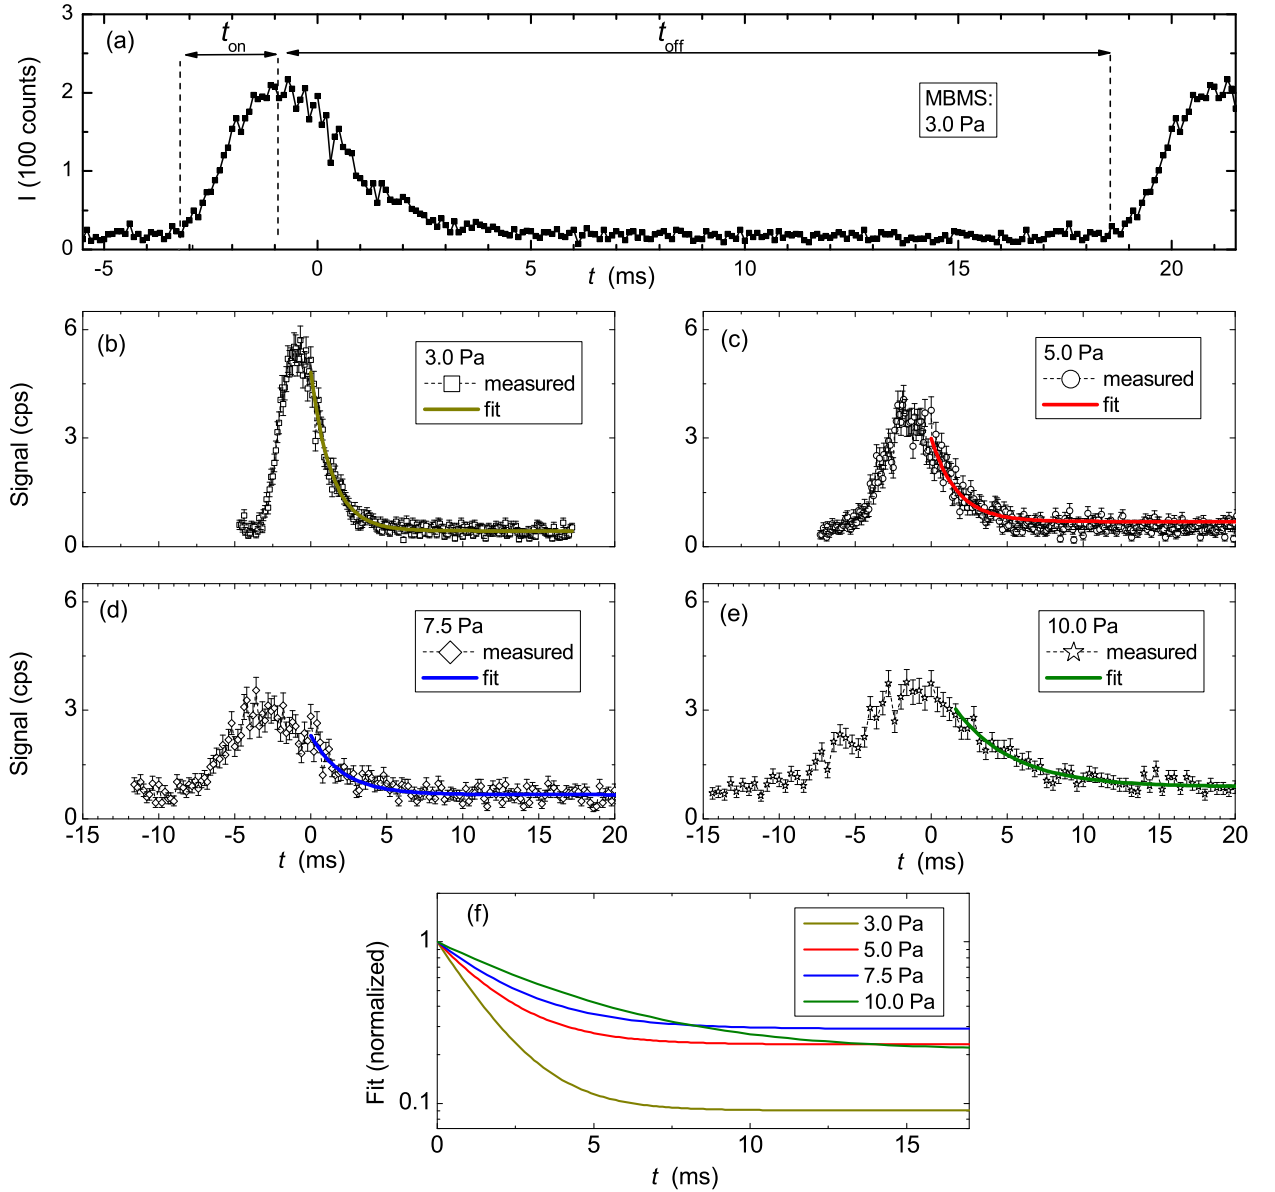 (a)
t on
t off
MBMS:
3.0 Pa
I (100 counts)
3
2
1
0
-5 0 5 10 15 20
t (ms)
(b)
3.0 Pa
measured
fit
Signal (cps)
6
3
0
(c)
5.0 Pa
measured
fit
6
3
0
(d)
7.5 Pa
measured
fit
Signal (cps)
6
3
0
-15 -10 -5 0 5 10 15 20
t (ms)
(e)
10.0 Pa
measured
fit
6
3
0
-15 -10 -5 0 5 10 15 20
t (ms)
(f)
3.0 Pa
5.0 Pa
7.5 Pa
10.0 Pa
Fit (normalized)
1
0.1
0 5 10 15
t (ms)